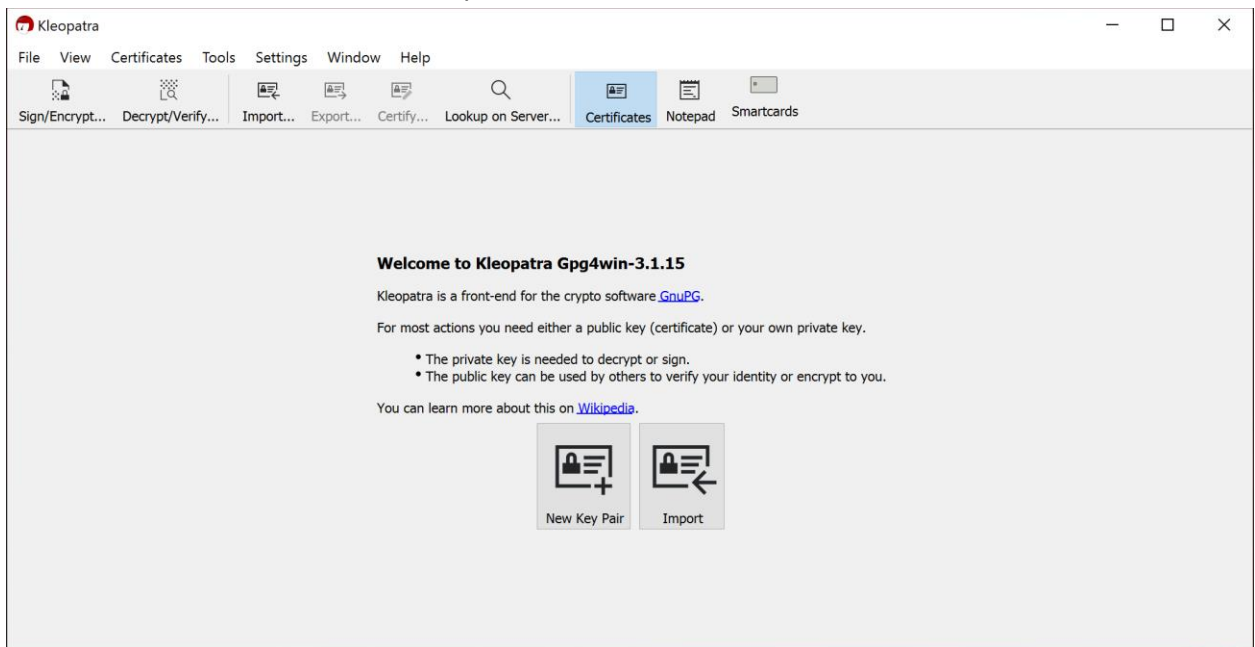 Kleopatra
File View Certificates Tools Settings Window Help
Sign/Encrypt... Decrypt/Verify... Import... Export... Certify... Lookup on Server... Certificates Notepad Smartcards
Welcome to Kleopatra Gpg4win-3.1.15
Kleopatra is a front-end for the crypto software GnuPG.
For most actions you need either a public key (certificate) or your own private key.
• The private key is needed to decrypt or sign.
• The public key can be used by others to verify your identity or encrypt to you.
You can learn more about this on Wikipedia.
New Key Pair Import